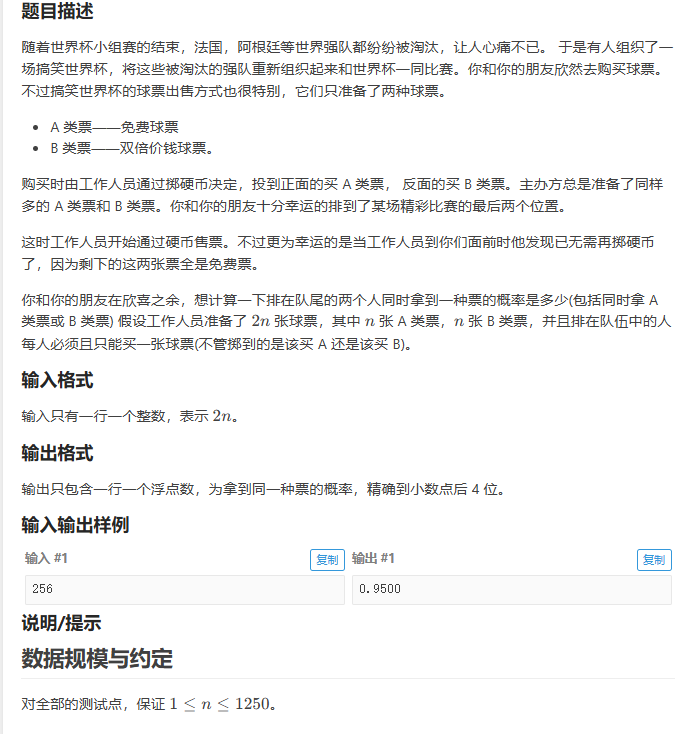 题目描述
随着世界杯小组赛的结束，法国，阿根廷等世界强队都纷纷被淘汰，让人心痛不已。 于是有人组织了一
场搞笑世界杯，将这些被淘汰的强队重新组织起来和世界杯一同比赛。你和你的朋友欣然去购买球票。
不过搞笑世界杯的球票出售方式也很特别，它们只准备了两种球票。
• A 类票——免费球票
• B 类票——双倍价钱球票。
购买时由工作人员通过掷硬币决定，投到正面的买 A 类票， 反面的买 B 类票。主办方总是准备了同样
多的 A 类票和 B 类票。你和你的朋友十分幸运的排到了某场精彩比赛的最后两个位置。
这时工作人员开始通过硬币售票。不过更为幸运的是当工作人员到你们面前时他发现已无需再掷硬币
了，因为剩下的这两张票全是免费票。
你和你的朋友在欣喜之余，想计算一下排在队尾的两个人同时拿到一种票的概率是多少(包括同时拿 A
类票或 B 类票) 假设工作人员准备了 2n 张球票，其中 n 张 A 类票，n 张 B 类票，并且排在队伍中的人
每人必须且只能买一张球票(不管掷到的是该买 A 还是该买 B)。
输入格式
输入只有一行一个整数，表示 2n。
输出格式
输出只包含一行一个浮点数，为拿到同一种票的概率，精确到小数点后 4 位。
输入输出样例
输入 #1 复制 输出 #1 复制
256 0.9500
说明/提示
数据规模与约定
对全部的测试点，保证 1 ≤ n ≤ 1250。